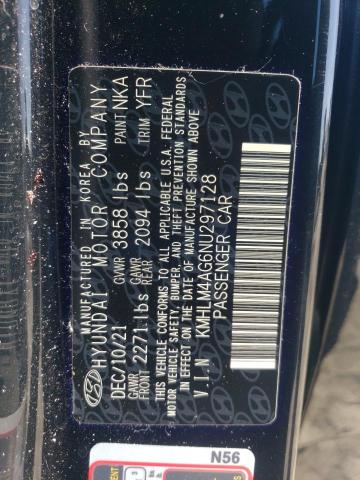 MANUFACTURED IN KOREA BY
HYUNDAI MOTOR COMPANY
DEC/10/21 GVWR 3858 lbs PAINT NKA
GAWR FRONT 2271 lbs GAWR REAR 2094 lbs TRIM YFR
THIS VEHICLE CONFORMS TO ALL APPLICABLE U.S.A. FEDERAL
MOTOR VEHICLE SAFETY, BUMPER, AND THEFT PREVENTION STANDARDS
IN EFFECT ON THE DATE OF MANUFACTURE SHOWN ABOVE
V.I.N KMHLM4AG6NU297128
PASSENGER CAR
N56